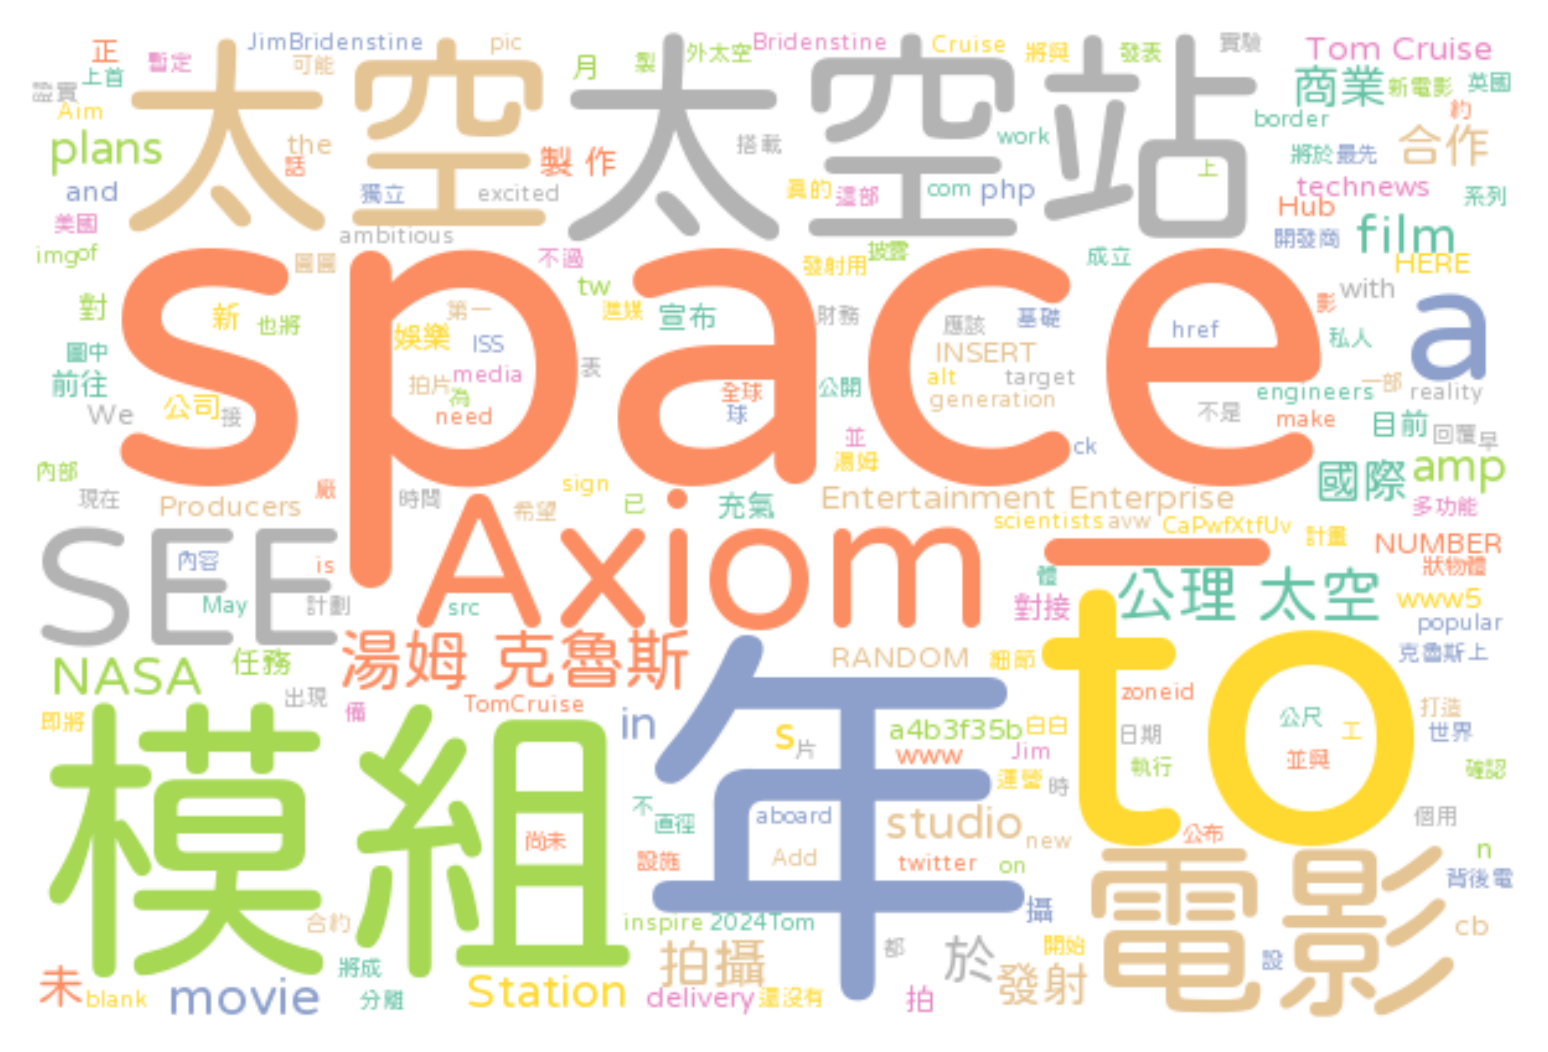 正 JimBridenstine pic 月 製 外太空 Bridenstine Cruise 將與 發表 實驗 Tom Cruise
上首 暫定 可能 商業 新電影 英國
證實 太空 太空站
Aim the 搭載 work border 約
plans 話 製 作 將於 最先 合作
and 獨立 excited 真的 這部 com php 上 technews 系列
美國 ambitious Hub
imgof 圖圖 不過 發射用 披露 成立 開發商 film HERE
對 space tw with a
新 也將 第一 進媒 宣布 財務 應該 基礎 href 影 私人
圖中 娛樂 ISS 表 INSERT
前往 拍片 media 全球 公開 alt target engineers 一部 reality
We 公司 接 為 need 球 generation 不是 make 目前 回覆 早
內部 並 湯姆 ck 國際 amp
現在 Producers 廠 時間 sign 希望 已 充氣 Entertainment Enterprise 多功能
SEE Axiom scientists avw CaPwfXtfUv 計畫 NUMBER
內容 is 一 狀物體
May 計劃 src 體 對接 公理 太空 www5
popular
NASA 任務 湯姆 克魯斯 RANDOM 細節 to 克魯斯上
出現 TomCruise zoneid
即將 備 in s 片 a4b3f35b 白白 日期 公尺 工 打造 世界
模組 年 www Jim 並與
運營 時 執行 確認
不 直徑 aboard studio 個用
尚未 設施 Add twitter new on 公布 n
電影 背後電
合約 inspire 2024Tom 攝 cb
將成 拍攝 都 於 開始 設
未 blank movie 分離 Station delivery 還沒有 拍 發射